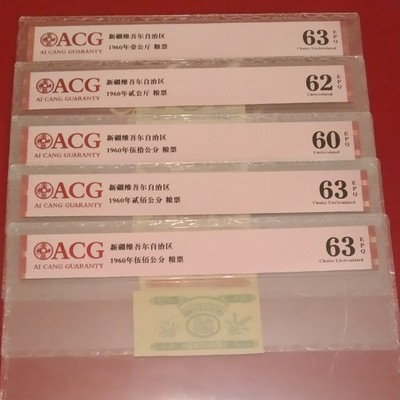 ACG
AI CANG GUARANTY
新疆维吾尔自治区
1960年壹公斤 粮票
63 EPQ
Choice Uncirculated
ACG
AI CANG GUARANTY
新疆维吾尔自治区
1960年贰公斤 粮票
62 EPQ
Uncirculated
ACG
AI CANG GUARANTY
新疆维吾尔自治区
1960年伍拾公分 粮票
60 EPQ
Uncirculated
ACG
AI CANG GUARANTY
新疆维吾尔自治区
1960年贰佰公分 粮票
63 EPQ
Choice Uncirculated
ACG
AI CANG GUARANTY
新疆维吾尔自治区
1960年伍佰公分 粮票
63 EPQ
Choice Uncirculated